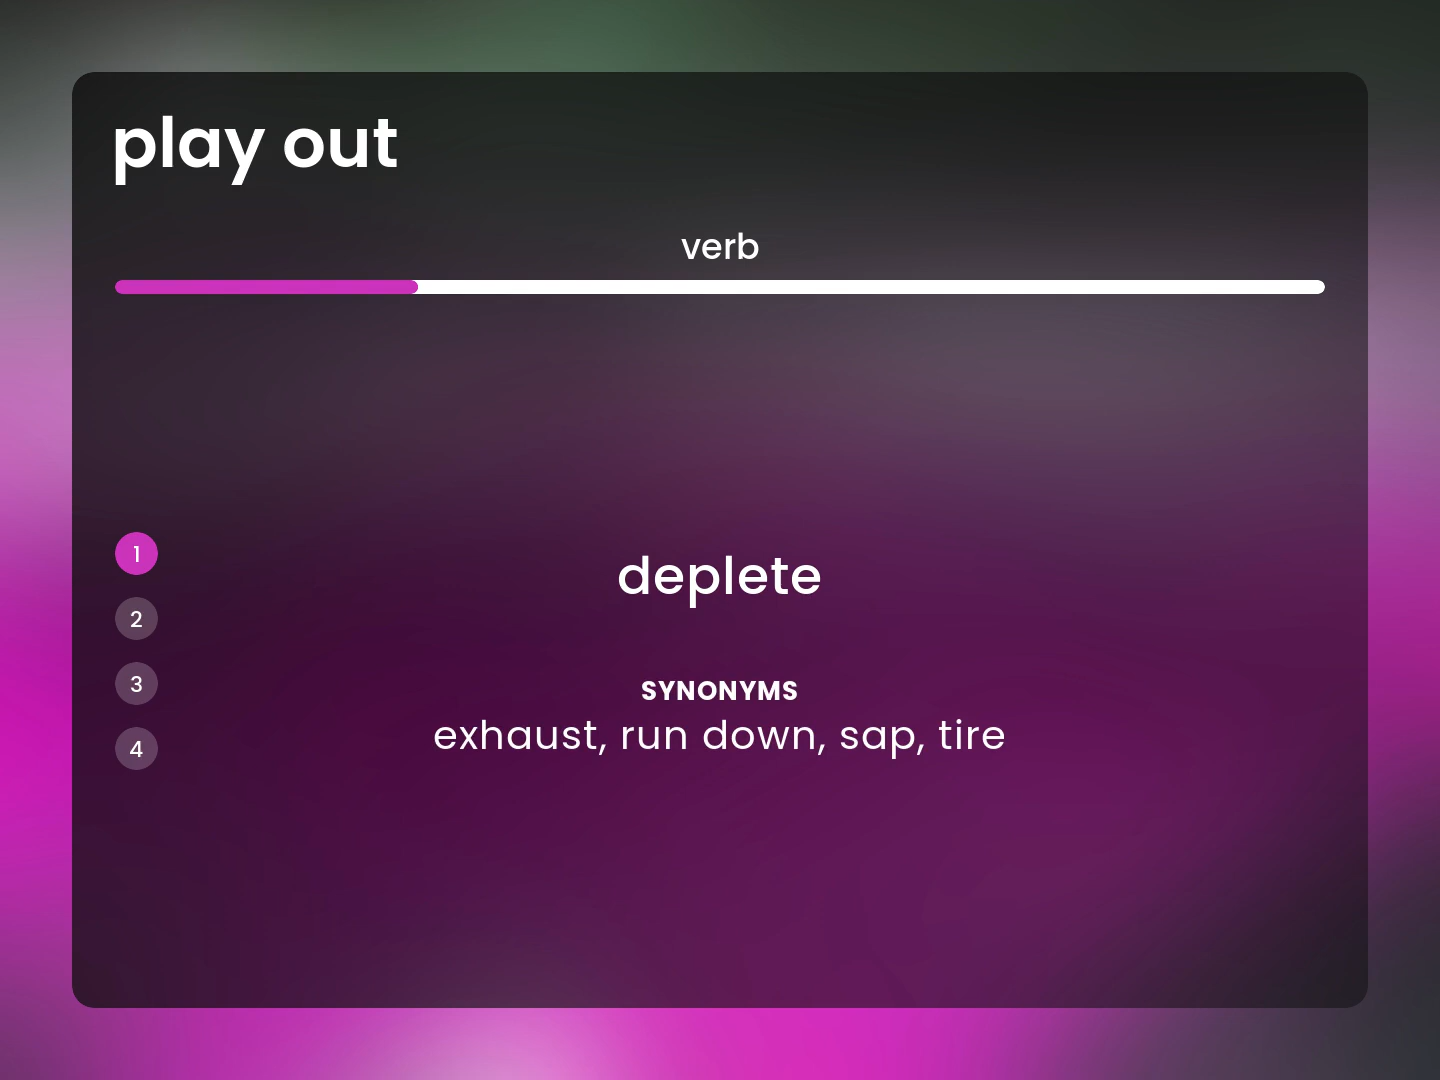 play out
verb
1
deplete
2
3
SYNONYMS
exhaust, run down, sap, tire
4